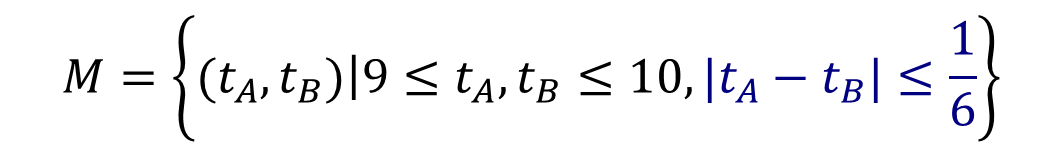 M = {(t_A, t_B)|9 ≤ t_A, t_B ≤ 10, |t_A − t_B| ≤ 1/6}